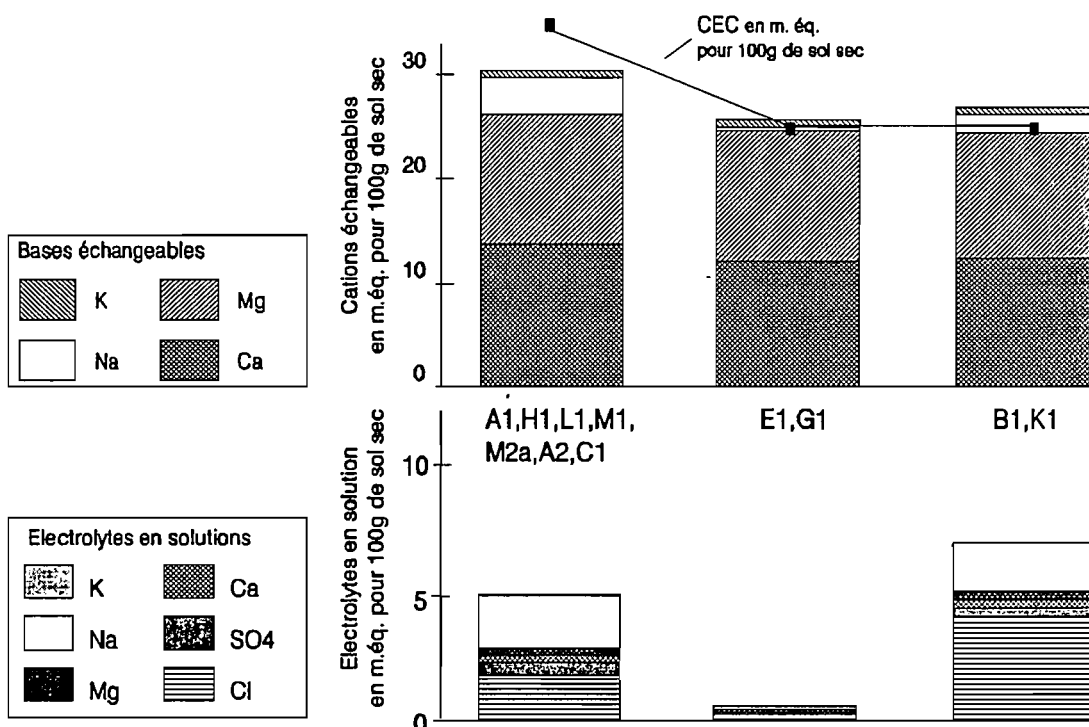 CEC en m. éq.
pour 100g de sol sec
Cations échangeables
en m.éq. pour 100g de sol sec
30
20
10
0
Bases échangeables
K
Mg
Na
Ca
A1,H1,L1,M1,
M2a,A2,C1
E1,G1
B1,K1
Electrolytes en solution
en m.éq. pour 100g de sol sec
10
5
0
Electrolytes en solutions
K
Ca
Na
SO4
Mg
Cl